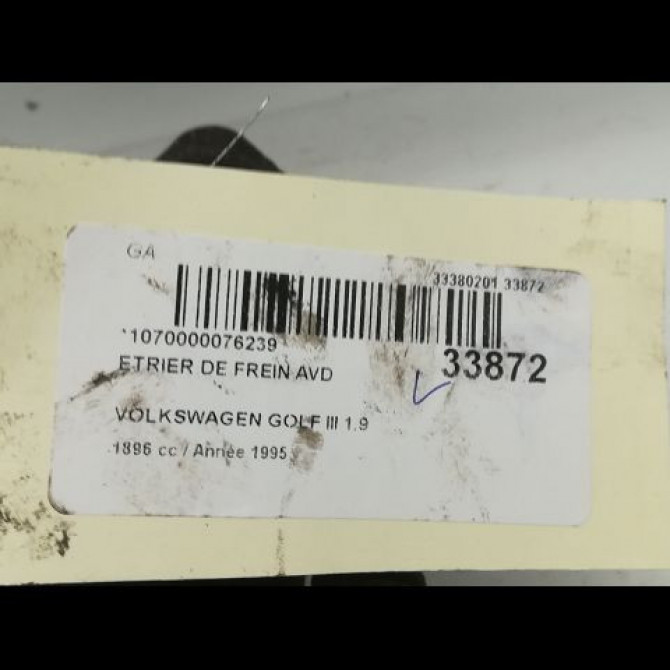 GA
33380201 33872
*1070000076239
ETRIER DE FREIN AVD
33872
VOLKSWAGEN GOLF III 1.9
1896 cc / Année 1995